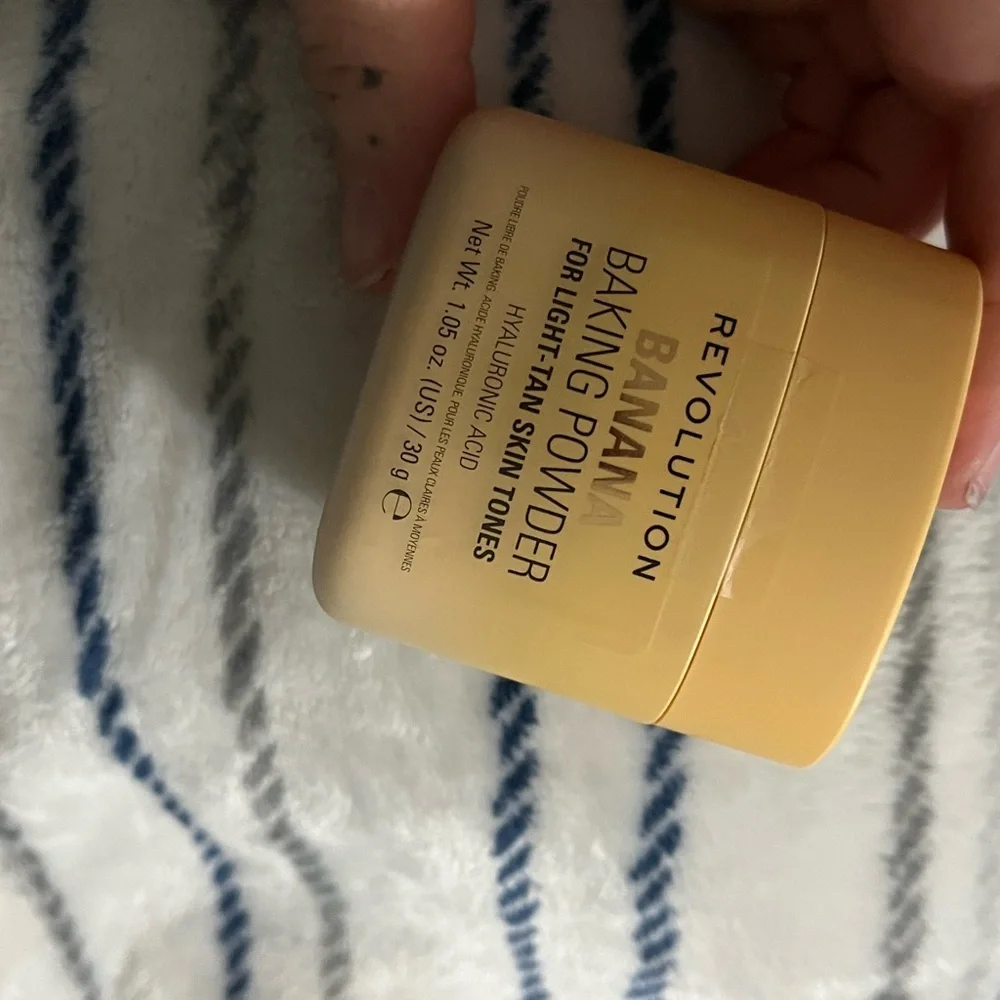 REVOLUTION
BANANA
BAKING POWDER
FOR LIGHT-TAN SKIN TONES
HYALURONIC ACID
POUDRE LIBRE DE BAKING. ACIDE HYALURONIQUE. POUR LES PEAUX CLAIRES À MOYENNES
Net Wt. 1.05 oz. (US) / 30 g ℮